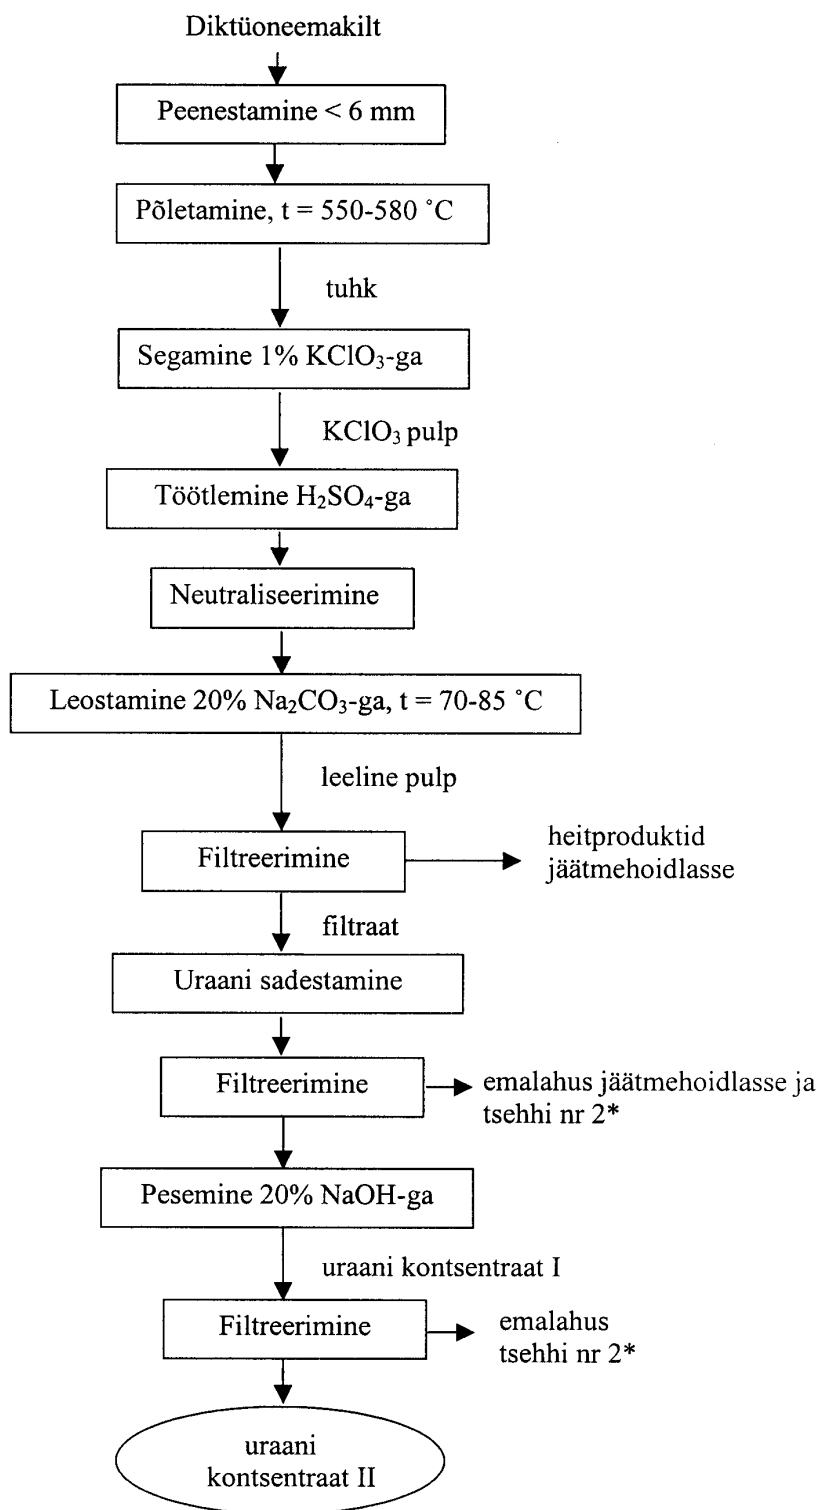 Diktüoneemakilt
Peenestamine < 6 mm
Põletamine, t = 550-580 ˚C
tuhk
Segamine 1% KClO₃-ga
KClO₃ pulp
Töötlemine H₂SO₄-ga
Neutraliseerimine
Leostamine 20% Na₂CO₃-ga, t = 70-85 ˚C
leeline pulp
Filtreerimine
heitproduktid
jäätmehoidlasse
filtraat
Uraani sadestamine
Filtreerimine
emalahus jäätmehoidlasse ja
tsehhi nr 2*
Pesemine 20% NaOH-ga
uraani kontsentraat I
Filtreerimine
emalahus
tsehhi nr 2*
uraani
kontsentraat II